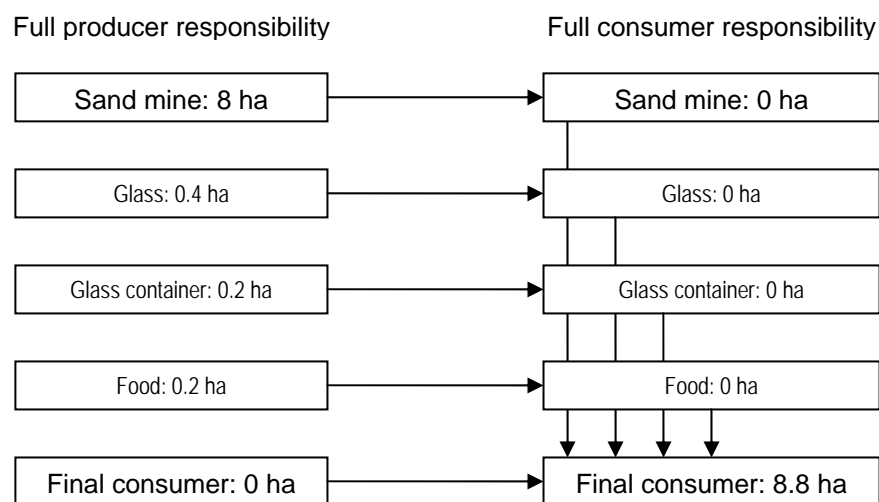 Full producer responsibility
Full consumer responsibility
Sand mine: 8 ha
Sand mine: 0 ha
Glass: 0.4 ha
Glass: 0 ha
Glass container: 0.2 ha
Glass container: 0 ha
Food: 0.2 ha
Food: 0 ha
Final consumer: 0 ha
Final consumer: 8.8 ha